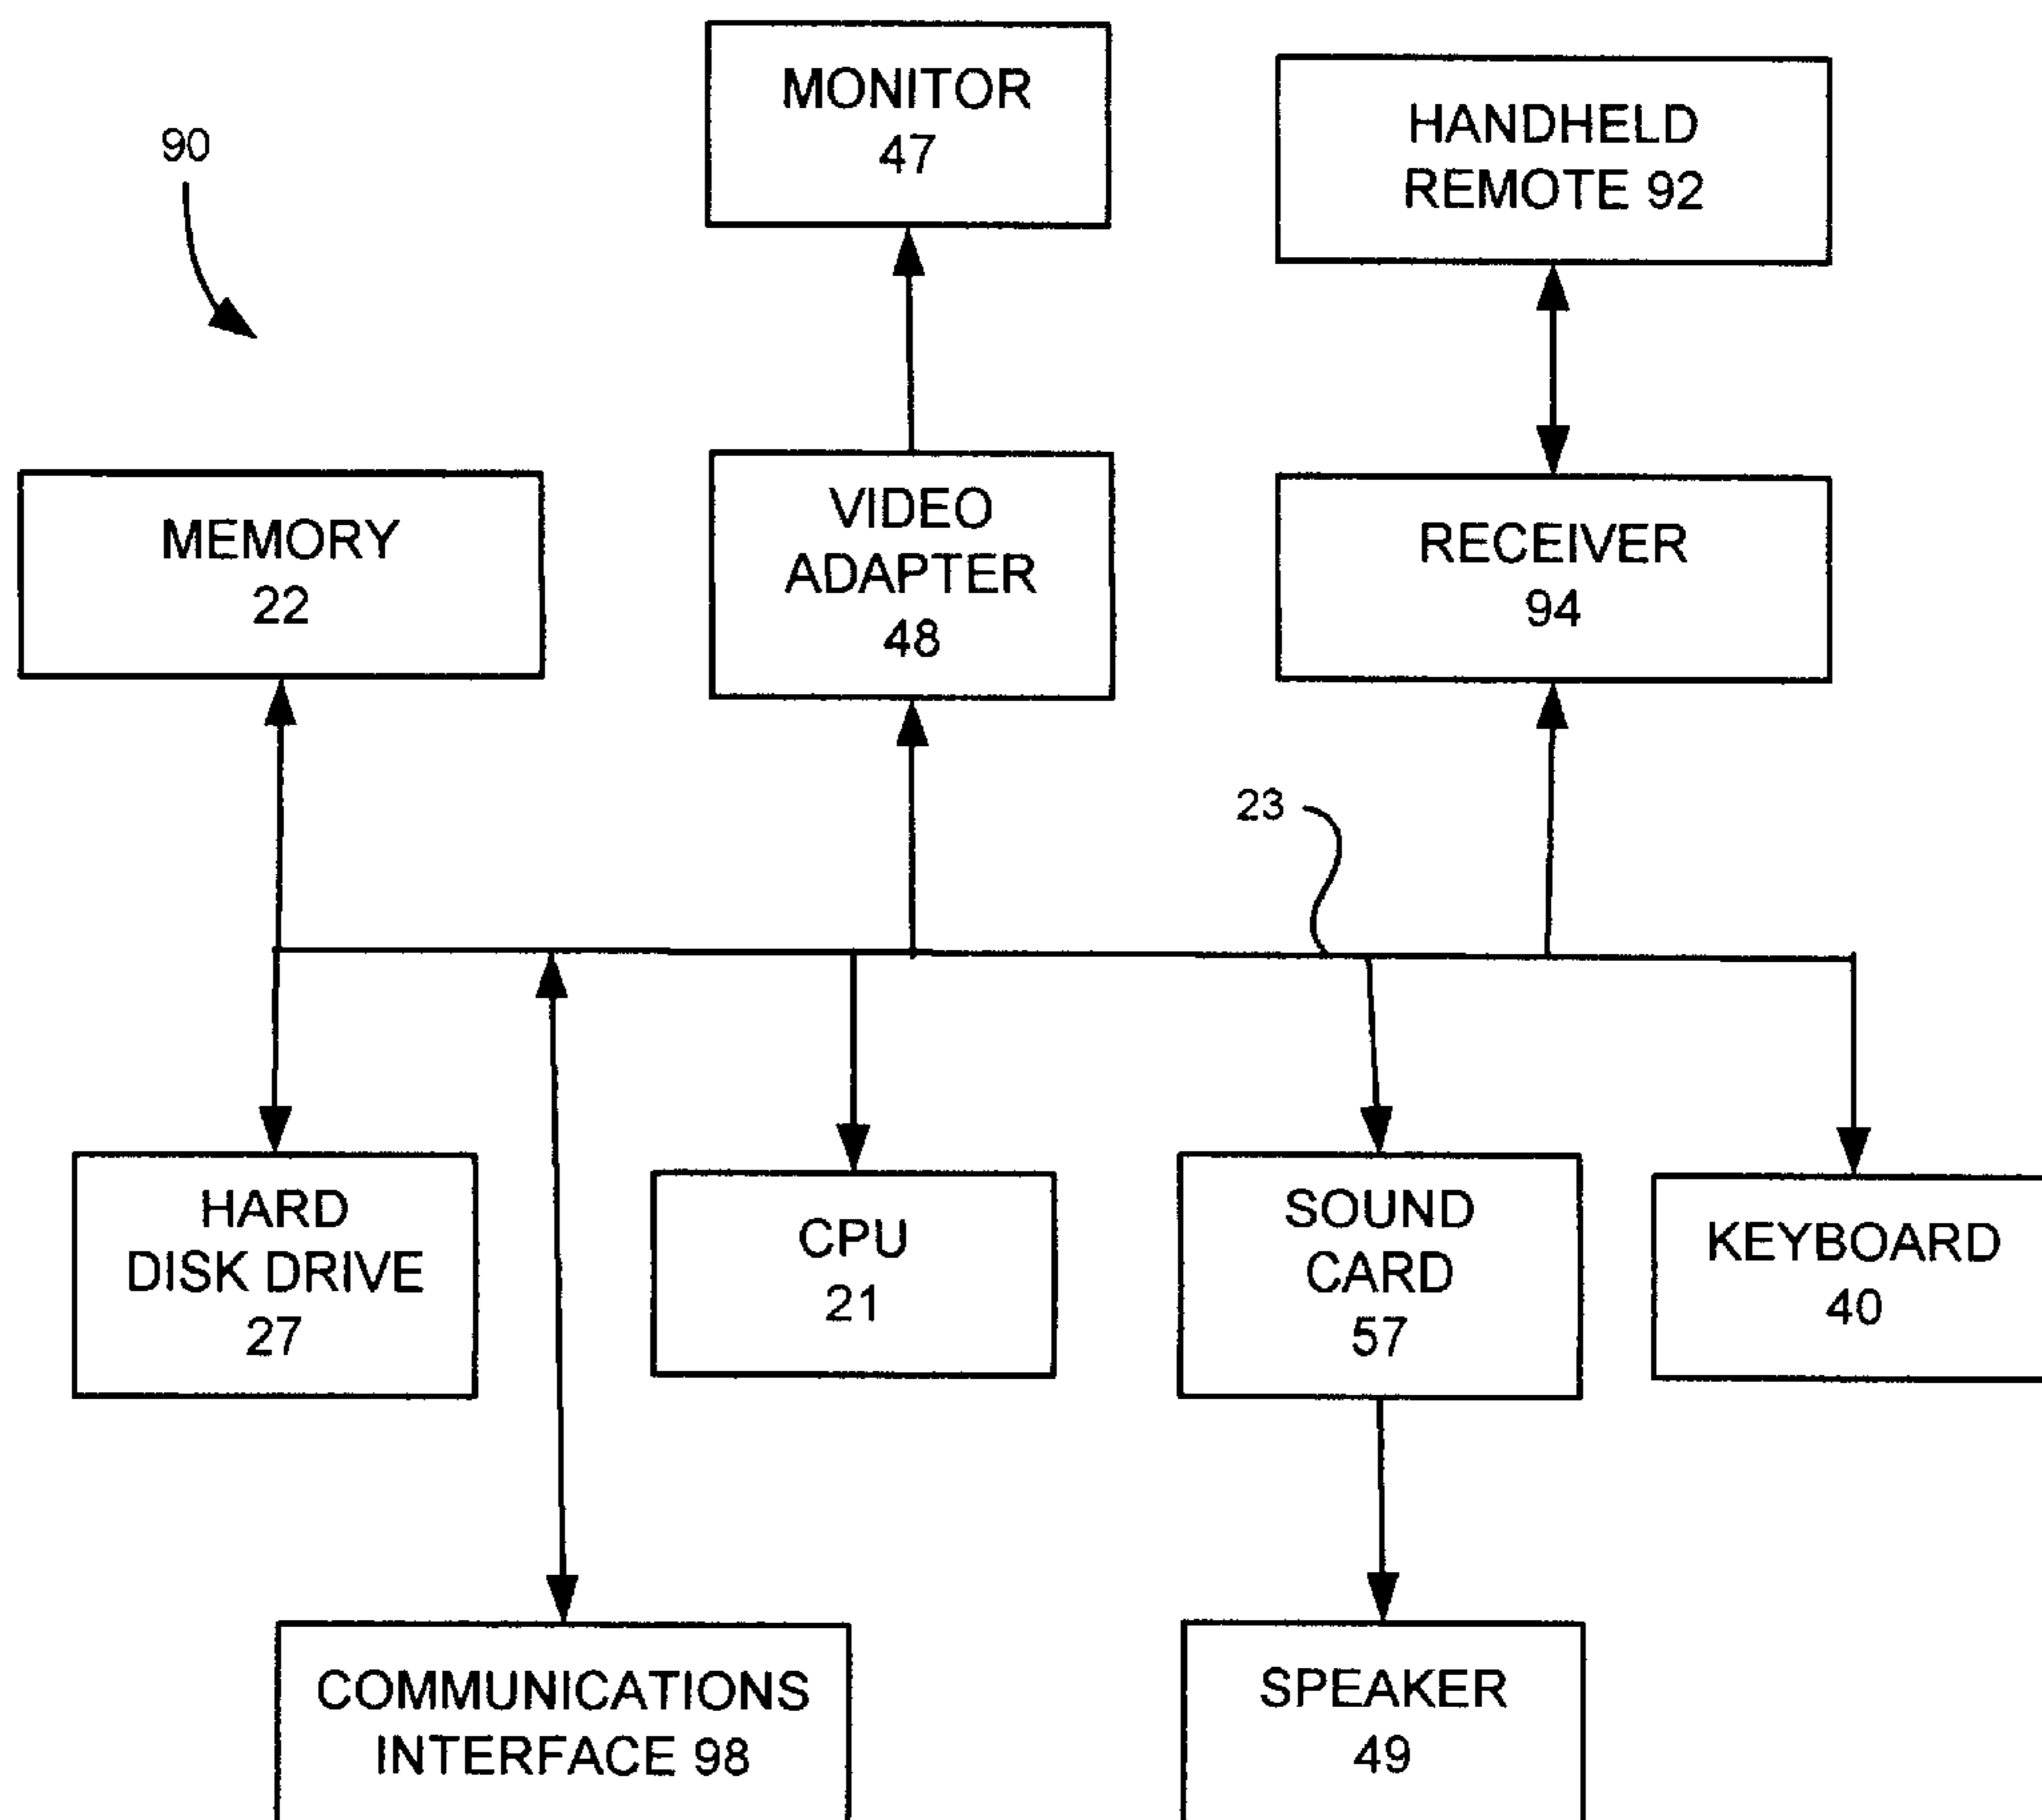 MONITOR
47
HANDHELD
REMOTE 92
90
MEMORY
22
VIDEO
ADAPTER
48
RECEIVER
94
23
HARD
DISK DRIVE
27
CPU
21
SOUND
CARD
57
KEYBOARD
40
COMMUNICATIONS
INTERFACE 98
SPEAKER
49